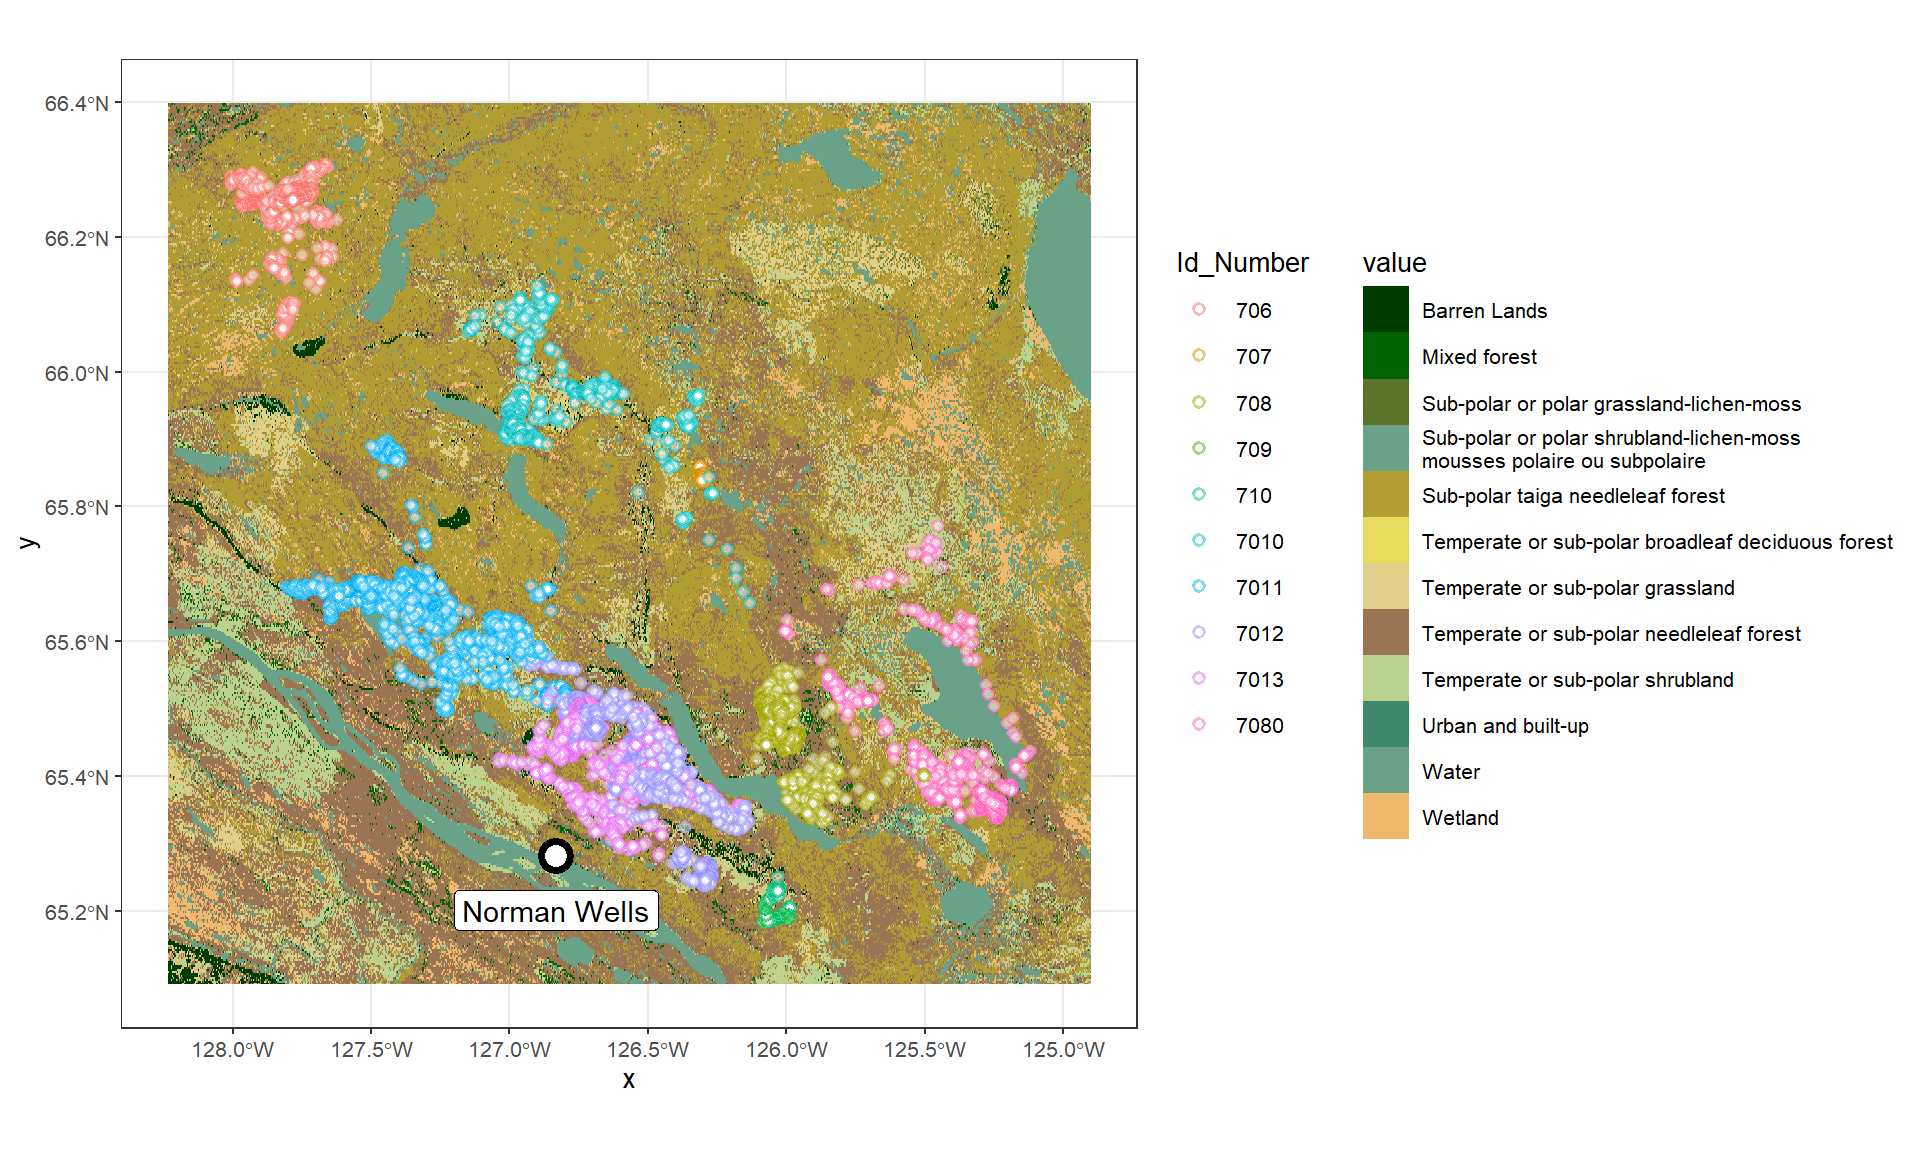 66.4°N
66.2°N
66.0°N
65.8°N
65.6°N
65.4°N
65.2°N
y
Norman Wells
128.0°W
127.5°W
127.0°W
126.5°W
126.0°W
125.5°W
125.0°W
x
Id_Number
706
707
708
709
710
7010
7011
7012
7013
7080
value
Barren Lands
Mixed forest
Sub-polar or polar grassland-lichen-moss
Sub-polar or polar shrubland-lichen-moss
mousses polaire ou subpolaire
Sub-polar taiga needleleaf forest
Temperate or sub-polar broadleaf deciduous forest
Temperate or sub-polar grassland
Temperate or sub-polar needleleaf forest
Temperate or sub-polar shrubland
Urban and built-up
Water
Wetland